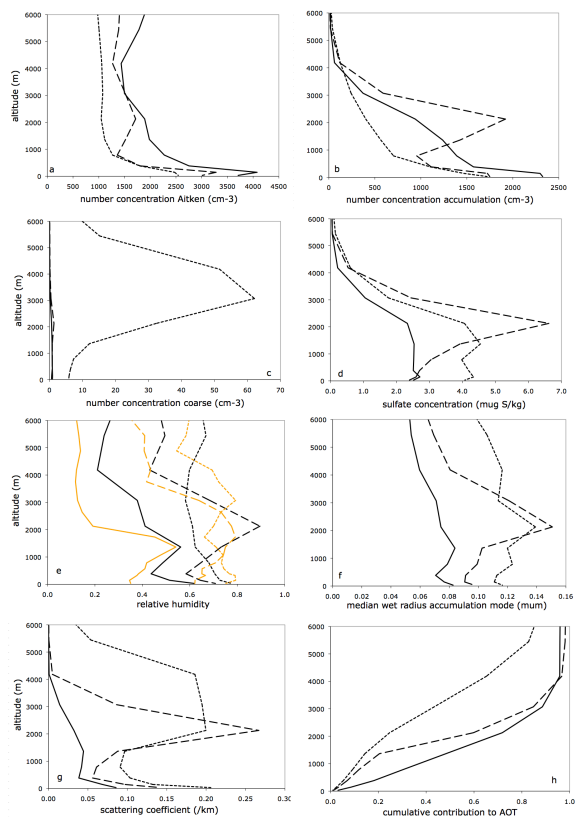 6000
5000
4000
3000
2000
1000
0
altitude (m)
a
0 500 1000 1500 2000 2500 3000 3500 4000 4500
number concentration Aitken (cm-3)
6000
5000
4000
3000
2000
1000
0
b
0 500 1000 1500 2000 2500
number concentration accumulation (cm-3)
6000
5000
4000
3000
2000
1000
0
altitude (m)
c
0 10 20 30 40 50 60 70
number concentration coarse (cm-3)
6000
5000
4000
3000
2000
1000
0
d
0.0 1.0 2.0 3.0 4.0 5.0 6.0 7.0
sulfate concentration (mug S/kg)
6000
5000
4000
3000
2000
1000
0
altitude (m)
e
0.0 0.2 0.4 0.6 0.8 1.0
relative humidity
6000
5000
4000
3000
2000
1000
0
f
0.00 0.02 0.04 0.06 0.08 0.10 0.12 0.14 0.16
median wet radius accumulation mode (mum)
6000
5000
4000
3000
2000
1000
0
altitude (m)
g
0.00 0.05 0.10 0.15 0.20 0.25 0.30
scattering coefficient (/km)
6000
5000
4000
3000
2000
1000
0
h
0.0 0.2 0.4 0.6 0.8 1.0
cumulative contribution to AOT